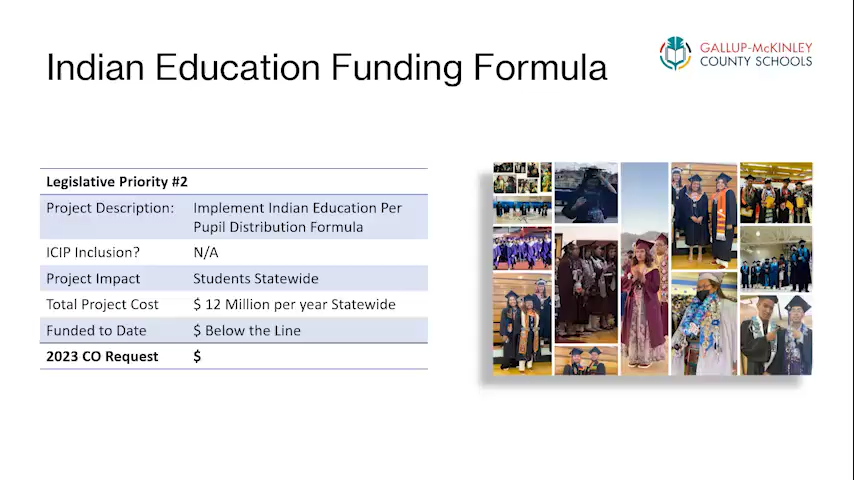 Indian Education Funding Formula
GALLUP-McKINLEY
COUNTY SCHOOLS
Legislative Priority #2
Project Description: Implement Indian Education Per
Pupil Distribution Formula
ICIP Inclusion? N/A
Project Impact Students Statewide
Total Project Cost $ 12 Million per year Statewide
Funded to Date $ Below the Line
2023 CO Request $